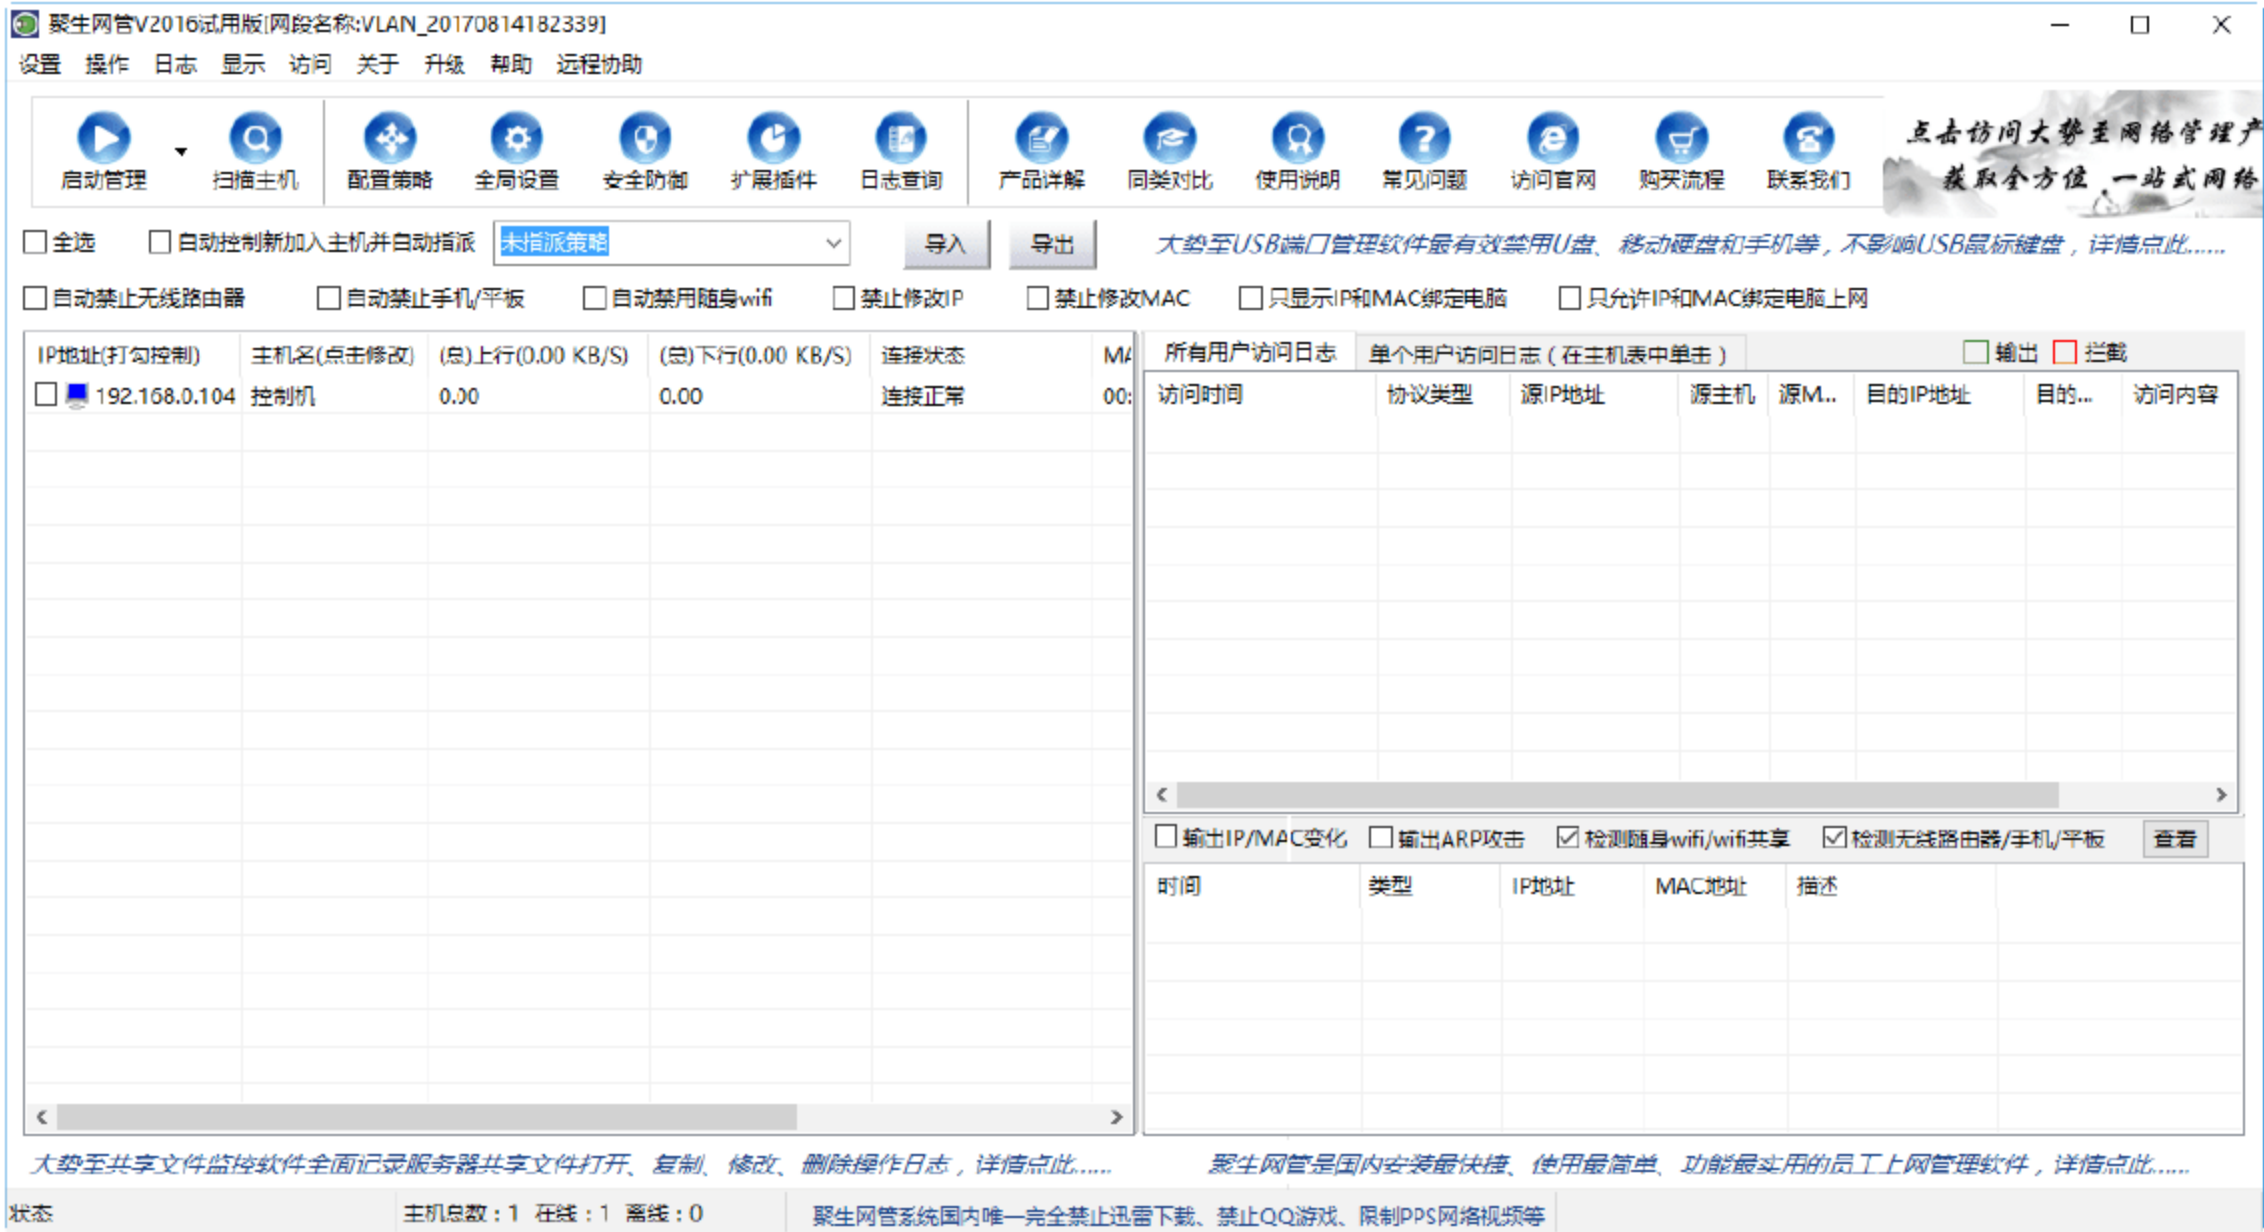 聚生网管V2016试用版[网段名称:VLAN_20170814182339]
设置 操作 日志 显示 访问 关于 升级 帮助 远程协助
启动管理 扫描主机 配置策略 全局设置 安全防御 扩展插件 日志查询 产品详解 同类对比 使用说明 常见问题 访问官网 购买流程 联系我们
点击访问大势至网络管理产
获取全方位、一站式网络
全选 自动控制新加入主机并自动指派 未指派策略 导入 导出 大势至USB端口管理软件最有效禁用U盘、移动硬盘和手机等，不影响USB鼠标键盘，详情点此......
自动禁止无线路由器 自动禁止手机/平板 自动禁用随身wifi 禁止修改IP 禁止修改MAC 只显示IP和MAC绑定电脑 只允许IP和MAC绑定电脑上网
IP地址(打勾控制) 主机名(点击修改) (总)上行(0.00 KB/S) (总)下行(0.00 KB/S) 连接状态 MA
192.168.0.104 控制机 0.00 0.00 连接正常 00:
所有用户访问日志 单个用户访问日志（在主机表中单击） 输出 拦截
访问时间 协议类型 源IP地址 源主机 源M... 目的IP地址 目的... 访问内容
输出IP/MAC变化 输出ARP攻击 检测随身wifi/wifi共享 检测无线路由器/手机/平板 查看
时间 类型 IP地址 MAC地址 描述
大势至共享文件监控软件全面记录服务器共享文件打开、复制、修改、删除操作日志，详情点此...... 聚生网管是国内安装最快捷、使用最简单、功能最实用的员工上网管理软件，详情点此......
状态 主机总数：1 在线：1 离线：0 聚生网管系统国内唯一完全禁止迅雷下载、禁止QQ游戏、限制PPS网络视频等